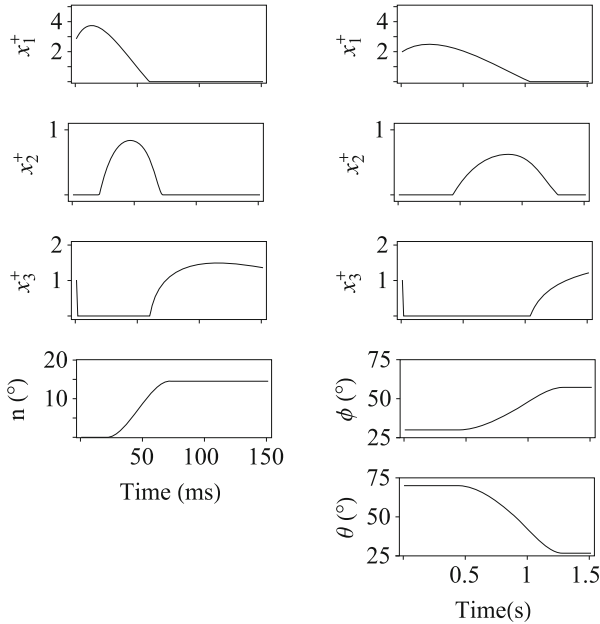 4
2
x₁⁺
4
2
x₁⁺
1
x₂⁺
1
x₂⁺
2
1
x₃⁺
2
1
x₃⁺
20
10
n (°)
50 100 150
Time (ms)
75
50
25
ϕ (°)
75
50
25
θ (°)
0.5 1 1.5
Time(s)